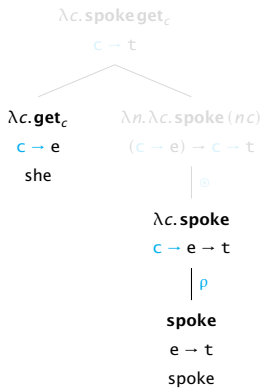 λc. spoke get_c
c → t
λc. get_c
λn.λc. spoke (n c)
c → e
(c → e) → c → t
she
⊛
λc. spoke
c → e → t
ρ
spoke
e → t
spoke